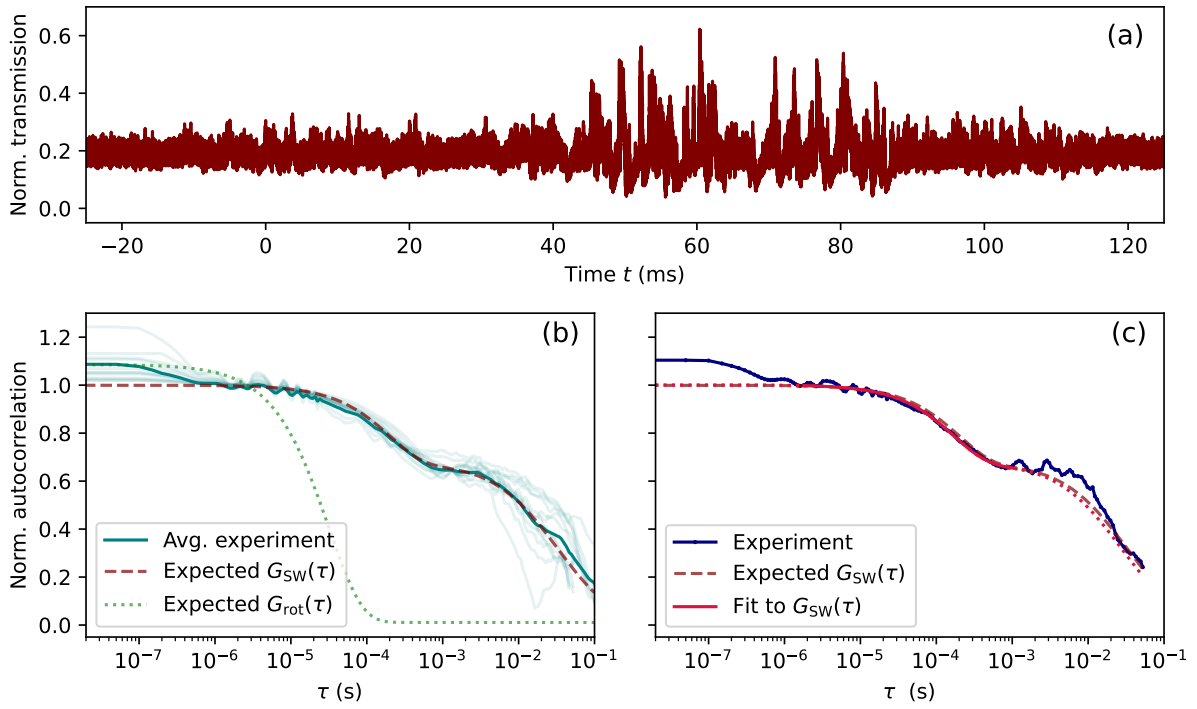 (a)
Norm. transmission
0.6
0.4
0.2
0.0
−20
0
20
40
60
80
100
120
Time t (ms)
(b)
Norm. autocorrelation
1.2
1.0
0.8
0.6
0.4
0.2
0.0
Avg. experiment
Expected G_SW(τ)
Expected G_rot(τ)
10⁻⁷
10⁻⁶
10⁻⁵
10⁻⁴
10⁻³
10⁻²
10⁻¹
τ (s)
(c)
Experiment
Expected G_SW(τ)
Fit to G_SW(τ)
10⁻⁷
10⁻⁶
10⁻⁵
10⁻⁴
10⁻³
10⁻²
10⁻¹
τ (s)